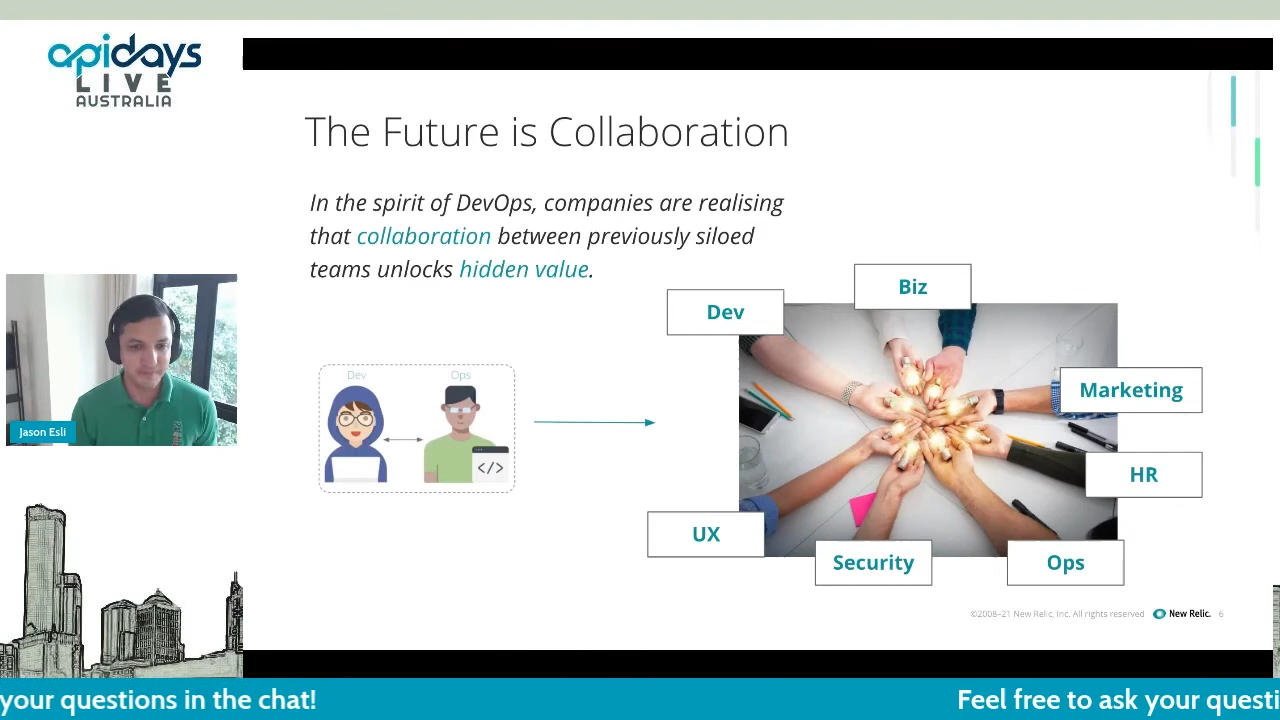 apidays
LIVE
AUSTRALIA
The Future is Collaboration
In the spirit of DevOps, companies are realising
that collaboration between previously siloed
teams unlocks hidden value.
Biz
Dev
Dev
Ops
Marketing
</>
HR
UX
Security
Ops
Jason Esli
©2008–21 New Relic, Inc. All rights reserved
New Relic.
6
your questions in the chat!
Feel free to ask your questi